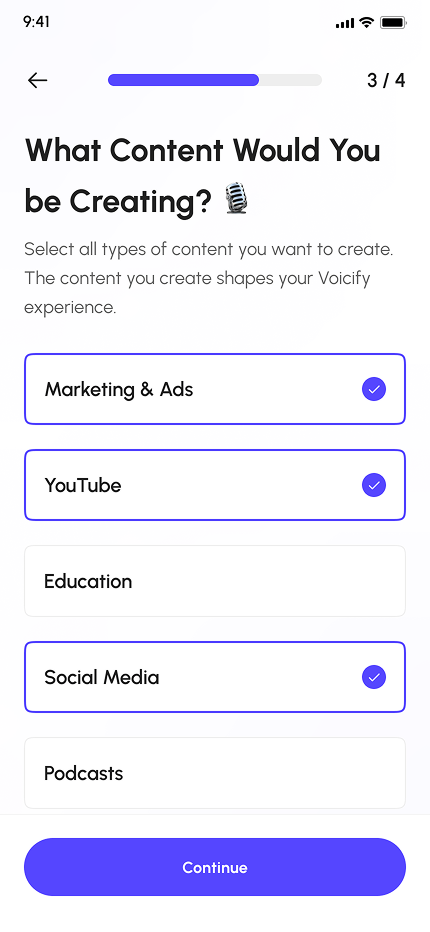 9:41
3 / 4
What Content Would You
be Creating? 🎙️
Select all types of content you want to create.
The content you create shapes your Voicify
experience.
Marketing & Ads
YouTube
Education
Social Media
Podcasts
Continue